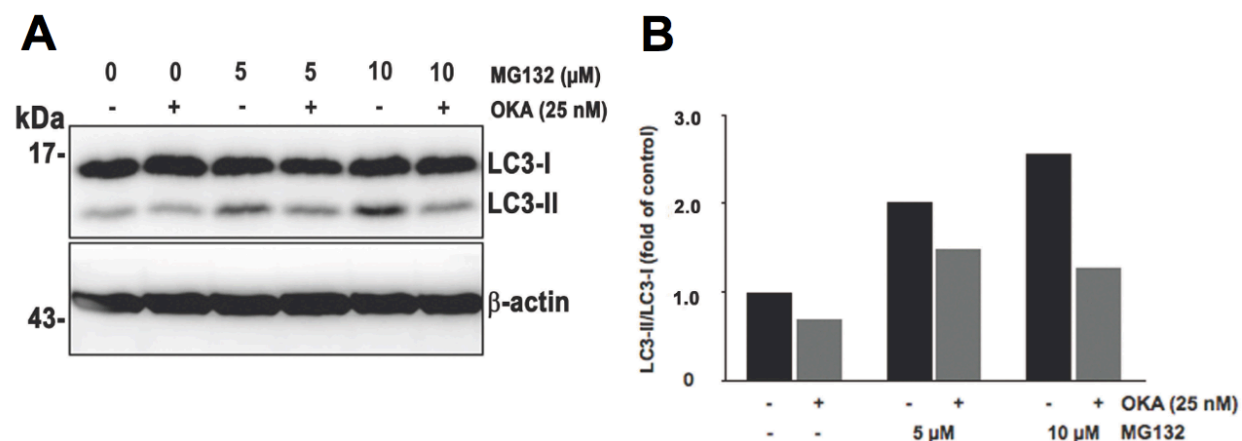 A
0 0 5 5 10 10 MG132 (µM)
- + - + - + OKA (25 nM)
kDa
17-
LC3-I
LC3-II
β-actin
43-
B
LC3-II/LC3-I (fold of control)
3.0
2.0
1.0
0
- + - + - + OKA (25 nM)
- - 5 µM 10 µM MG132